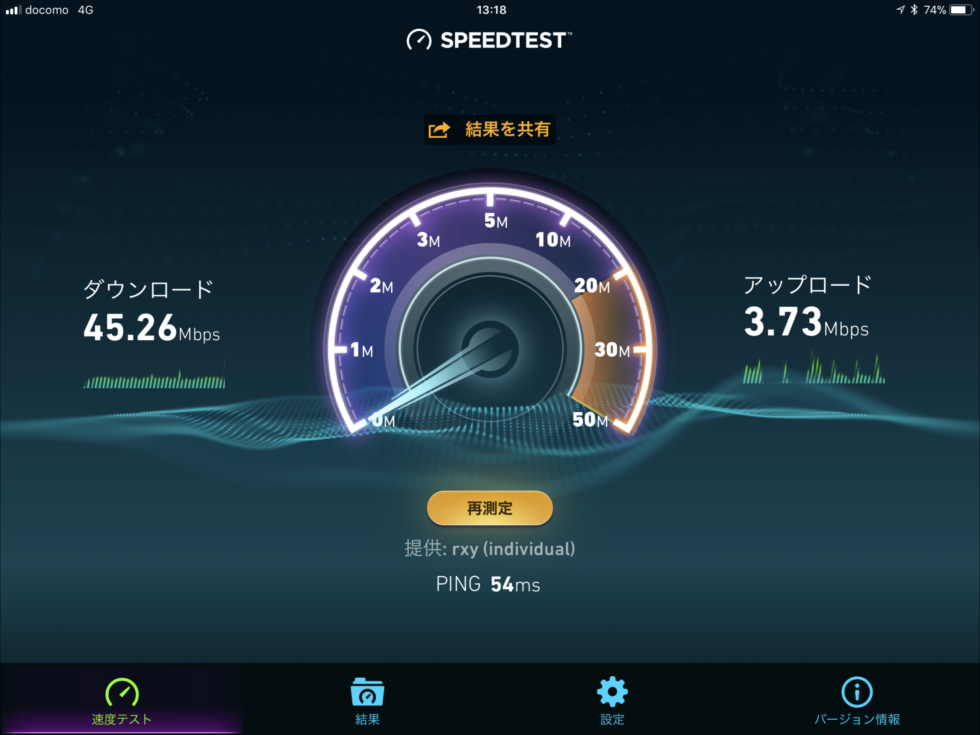 docomo 4G 13:18 74%
SPEEDTEST™
結果を共有
5M
3M 10M
2M 20M
1M 30M
0M 50M
ダウンロード
45.26Mbps
アップロード
3.73Mbps
再測定
提供: rxy (individual)
PING 54ms
速度テスト 結果 設定 バージョン情報